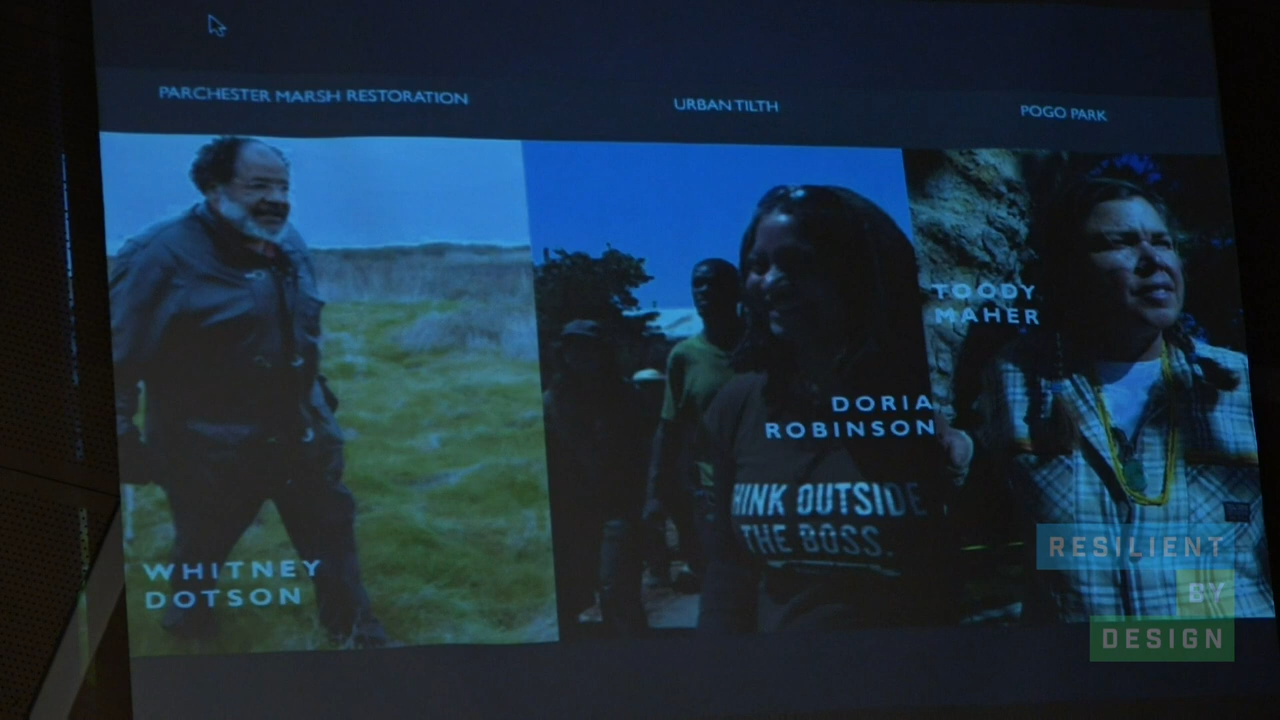 PARCHESTER MARSH RESTORATION
URBAN TILTH
POGO PARK
TOODY
MAHER
DORIA
ROBINSON
HINK OUTSIDE
THE BOSS.
WHITNEY
DOTSON
RESILIENT
BY
DESIGN